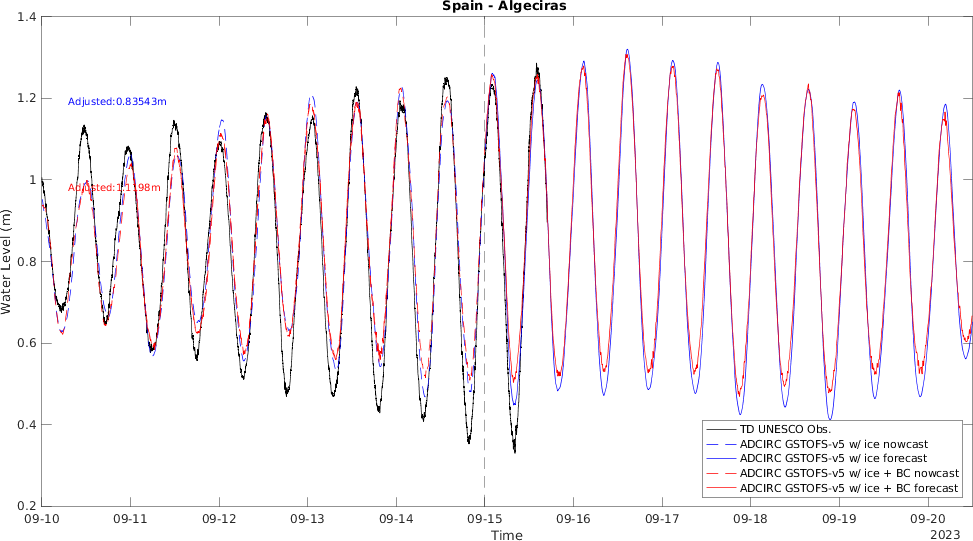 Spain - Algeciras
1.4
1.2
1
0.8
0.6
0.4
0.2
Water Level (m)
Adjusted:0.83543m
Adjusted:1.1198m
TD UNESCO Obs.
ADCIRC GSTOFS-v5 w/ ice nowcast
ADCIRC GSTOFS-v5 w/ ice forecast
ADCIRC GSTOFS-v5 w/ ice + BC nowcast
ADCIRC GSTOFS-v5 w/ ice + BC forecast
09-10 09-11 09-12 09-13 09-14 09-15 09-16 09-17 09-18 09-19 09-20
Time
2023